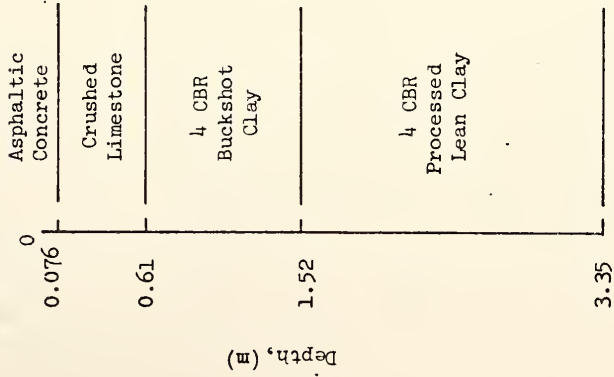 0
Asphaltic
Concrete
0.076
Crushed
Limestone
0.61
4 CBR
Buckshot
Clay
1.52
4 CBR
Processed
Lean Clay
3.35
Depth, (m)